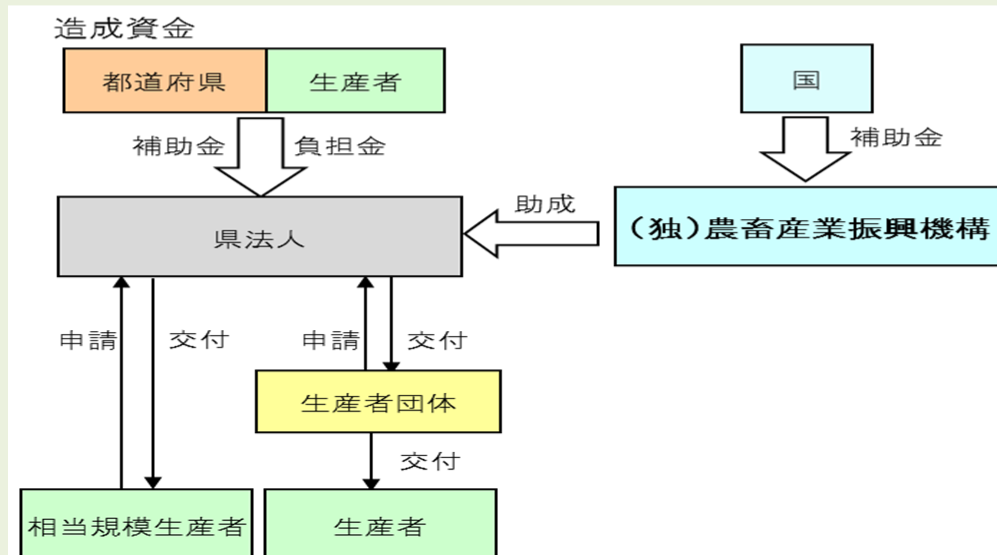 造成資金
都道府県
生産者
国
補助金
負担金
補助金
県法人
助成
(独)農畜産業振興機構
申請
交付
申請
交付
生産者団体
交付
相当規模生産者
生産者